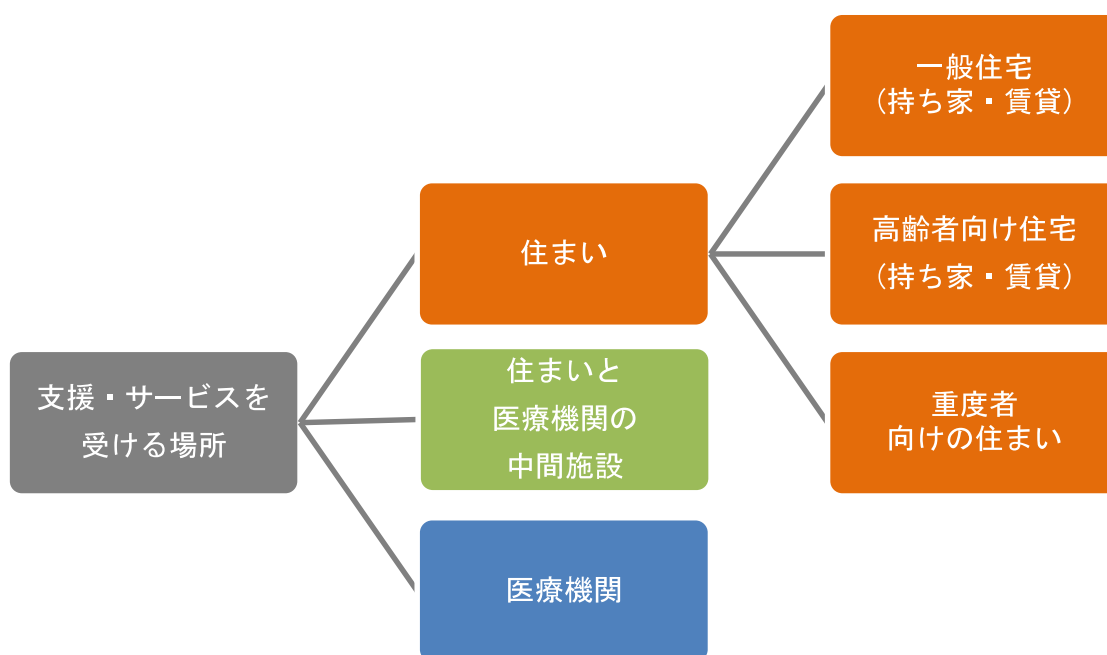 支援・サービスを
受ける場所
住まい
住まいと
医療機関の
中間施設
医療機関
一般住宅
（持ち家・賃貸）
高齢者向け住宅
（持ち家・賃貸）
重度者
向けの住まい